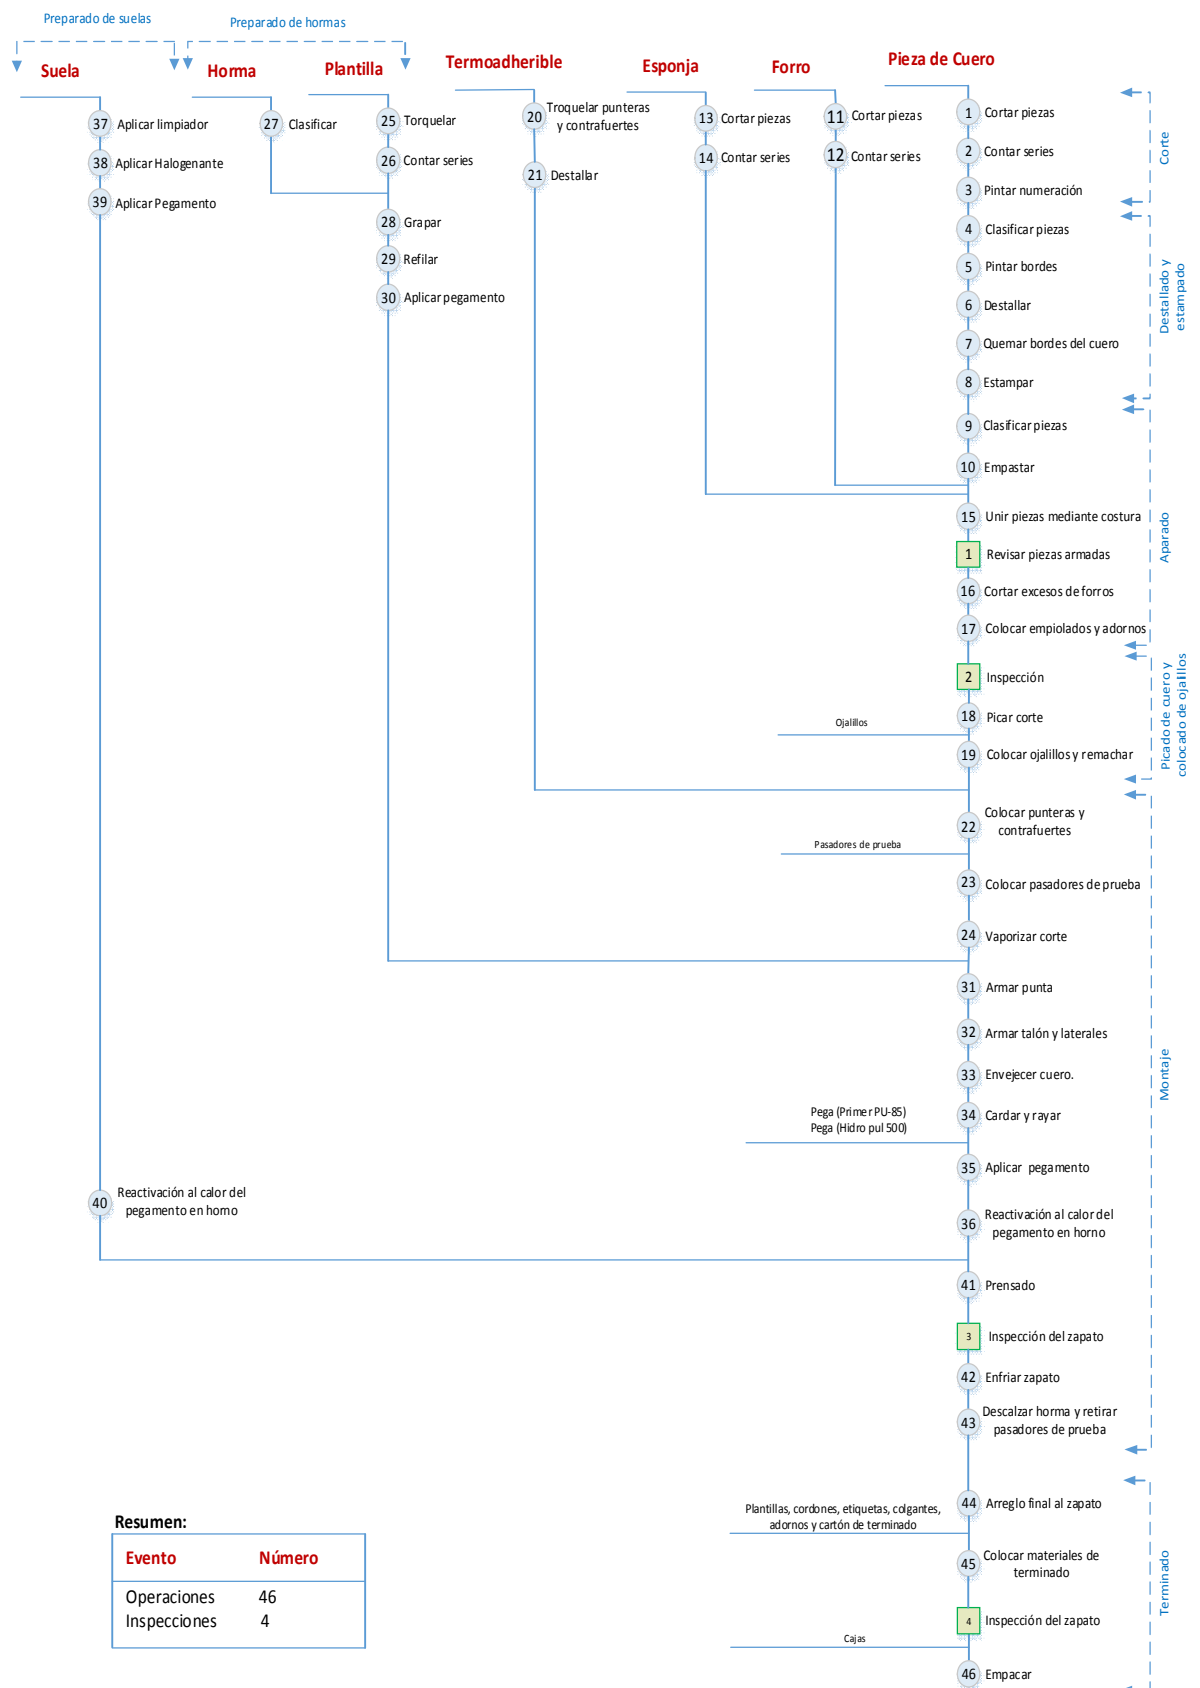 Preparado de suelas
Preparado de hormas
Suela
Horma
Plantilla
Termoadherible
Esponja
Forro
Pieza de Cuero
37 Aplicar limpiador
38 Aplicar Halogenante
39 Aplicar Pegamento
40 Reactivación al calor del
pegamento en horno
27 Clasificar
25 Torquelar
26 Contar series
28 Grapar
29 Refilar
30 Aplicar pegamento
20 Troquelar punteras
y contrafuertes
21 Destallar
13 Cortar piezas
14 Contar series
11 Cortar piezas
12 Contar series
1 Cortar piezas
2 Contar series
3 Pintar numeración
4 Clasificar piezas
5 Pintar bordes
6 Destallar
7 Quemar bordes del cuero
8 Estampar
9 Clasificar piezas
10 Empastar
15 Unir piezas mediante costura
1 Revisar piezas armadas
16 Cortar excesos de forros
17 Colocar empiolados y adornos
2 Inspección
18 Picar corte
Ojalillos
19 Colocar ojalillos y remachar
22 Colocar punteras y
contrafuertes
Pasadores de prueba
23 Colocar pasadores de prueba
24 Vaporizar corte
31 Armar punta
32 Armar talón y laterales
33 Envejecer cuero.
34 Cardar y rayar
Pega (Primer PU-85)
Pega (Hidro pul 500)
35 Aplicar pegamento
36 Reactivación al calor del
pegamento en horno
41 Prensado
3 Inspección del zapato
42 Enfriar zapato
43 Descalzar horma y retirar
pasadores de prueba
44 Arreglo final al zapato
Plantillas, cordones, etiquetas, colgantes,
adornos y cartón de terminado
45 Colocar materiales de
terminado
4 Inspección del zapato
Cajas
46 Empacar
Corte
Destallado y
estampado
Aparado
Picado de cuero y
colocado de ojalillos
Montaje
Terminado
Resumen:
Evento Número
Operaciones 46
Inspecciones 4